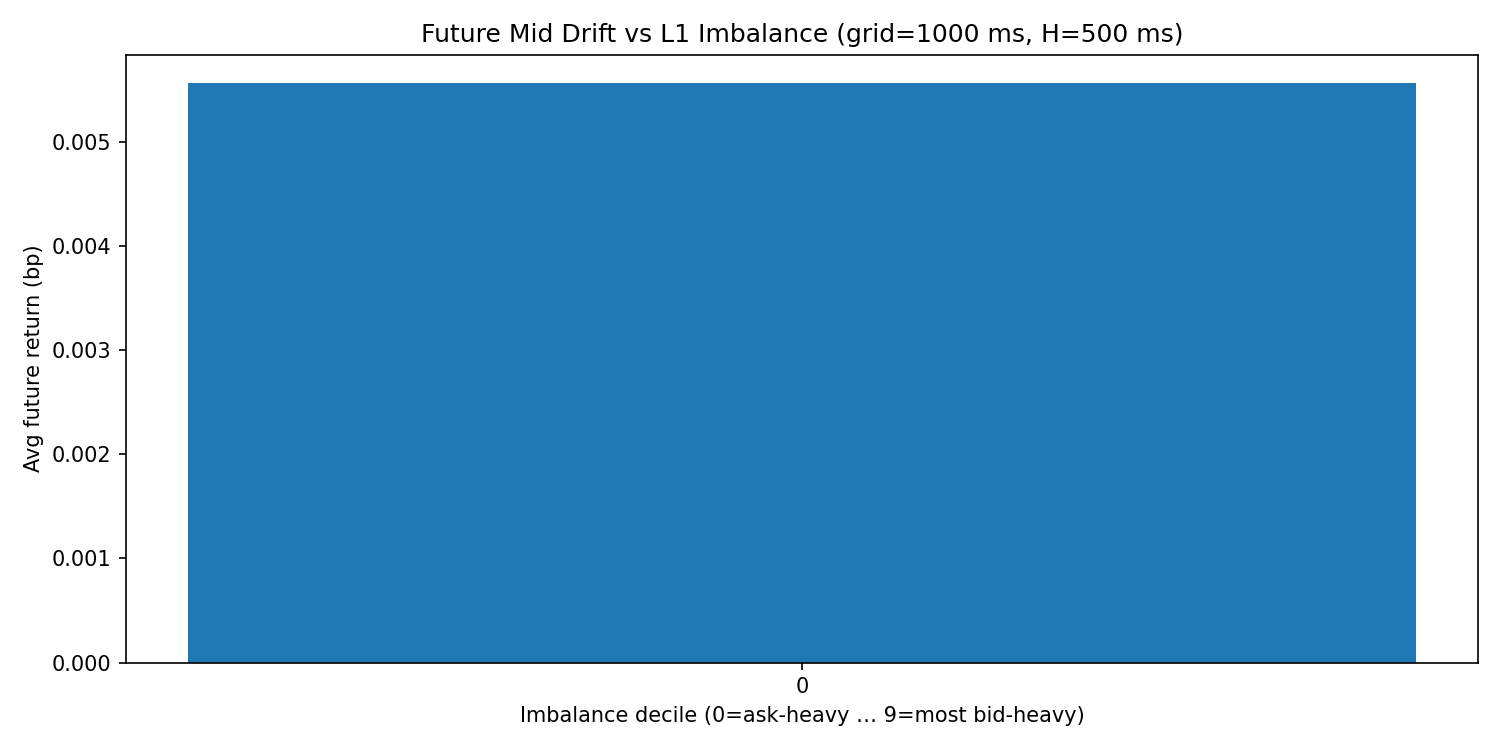 Future Mid Drift vs L1 Imbalance (grid=1000 ms, H=500 ms)
Avg future return (bp)
0.005
0.004
0.003
0.002
0.001
0.000
0
Imbalance decile (0=ask-heavy … 9=most bid-heavy)